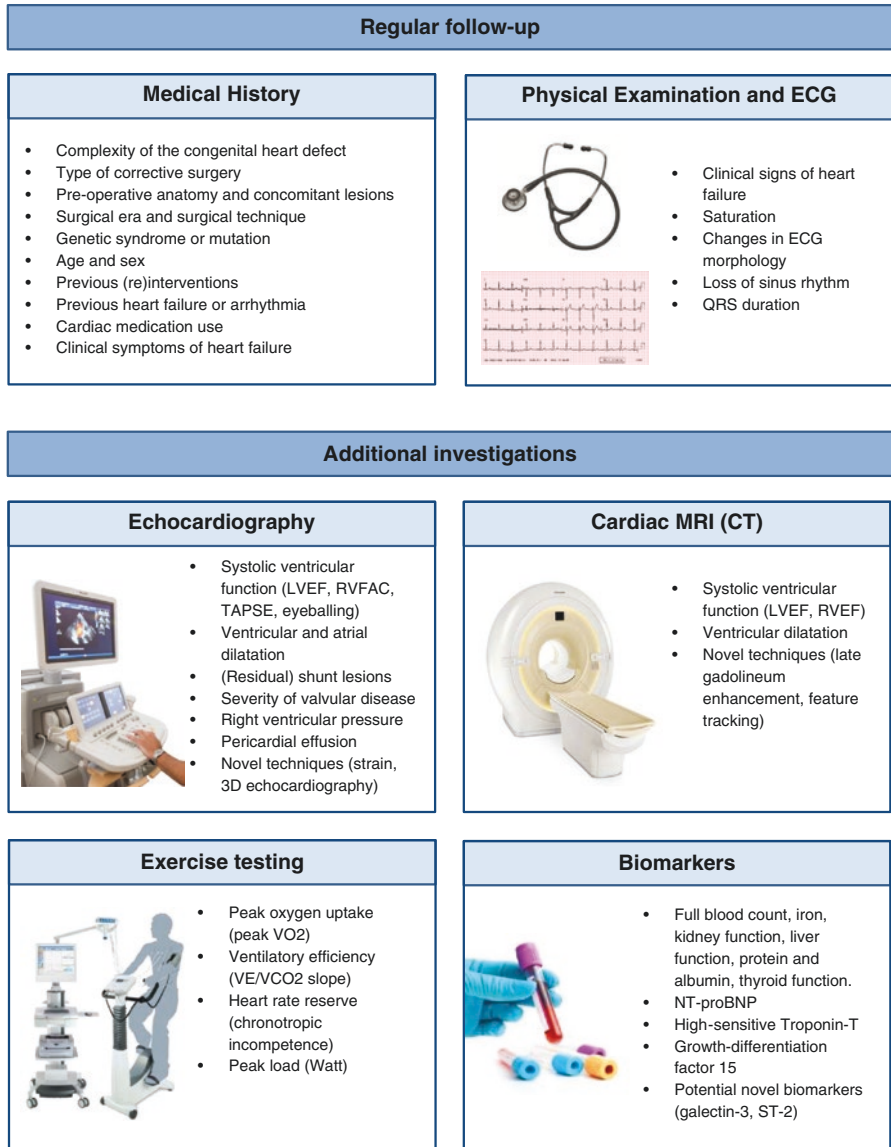 Regular follow-up
Medical History
• Complexity of the congenital heart defect
• Type of corrective surgery
• Pre-operative anatomy and concomitant lesions
• Surgical era and surgical technique
• Genetic syndrome or mutation
• Age and sex
• Previous (re)interventions
• Previous heart failure or arrhythmia
• Cardiac medication use
• Clinical symptoms of heart failure
Physical Examination and ECG
• Clinical signs of heart
failure
• Saturation
• Changes in ECG
morphology
• Loss of sinus rhythm
• QRS duration
Additional investigations
Echocardiography
• Systolic ventricular
function (LVEF, RVFAC,
TAPSE, eyeballing)
• Ventricular and atrial
dilatation
• (Residual) shunt lesions
• Severity of valvular disease
• Right ventricular pressure
• Pericardial effusion
• Novel techniques (strain,
3D echocardiography)
Cardiac MRI (CT)
• Systolic ventricular
function (LVEF, RVEF)
• Ventricular dilatation
• Novel techniques (late
gadolineum
enhancement, feature
tracking)
Exercise testing
• Peak oxygen uptake
(peak VO2)
• Ventilatory efficiency
(VE/VCO2 slope)
• Heart rate reserve
(chronotropic
incompetence)
• Peak load (Watt)
Biomarkers
• Full blood count, iron,
kidney function, liver
function, protein and
albumin, thyroid function.
• NT-proBNP
• High-sensitive Troponin-T
• Growth-differentiation
factor 15
• Potential novel biomarkers
(galectin-3, ST-2)